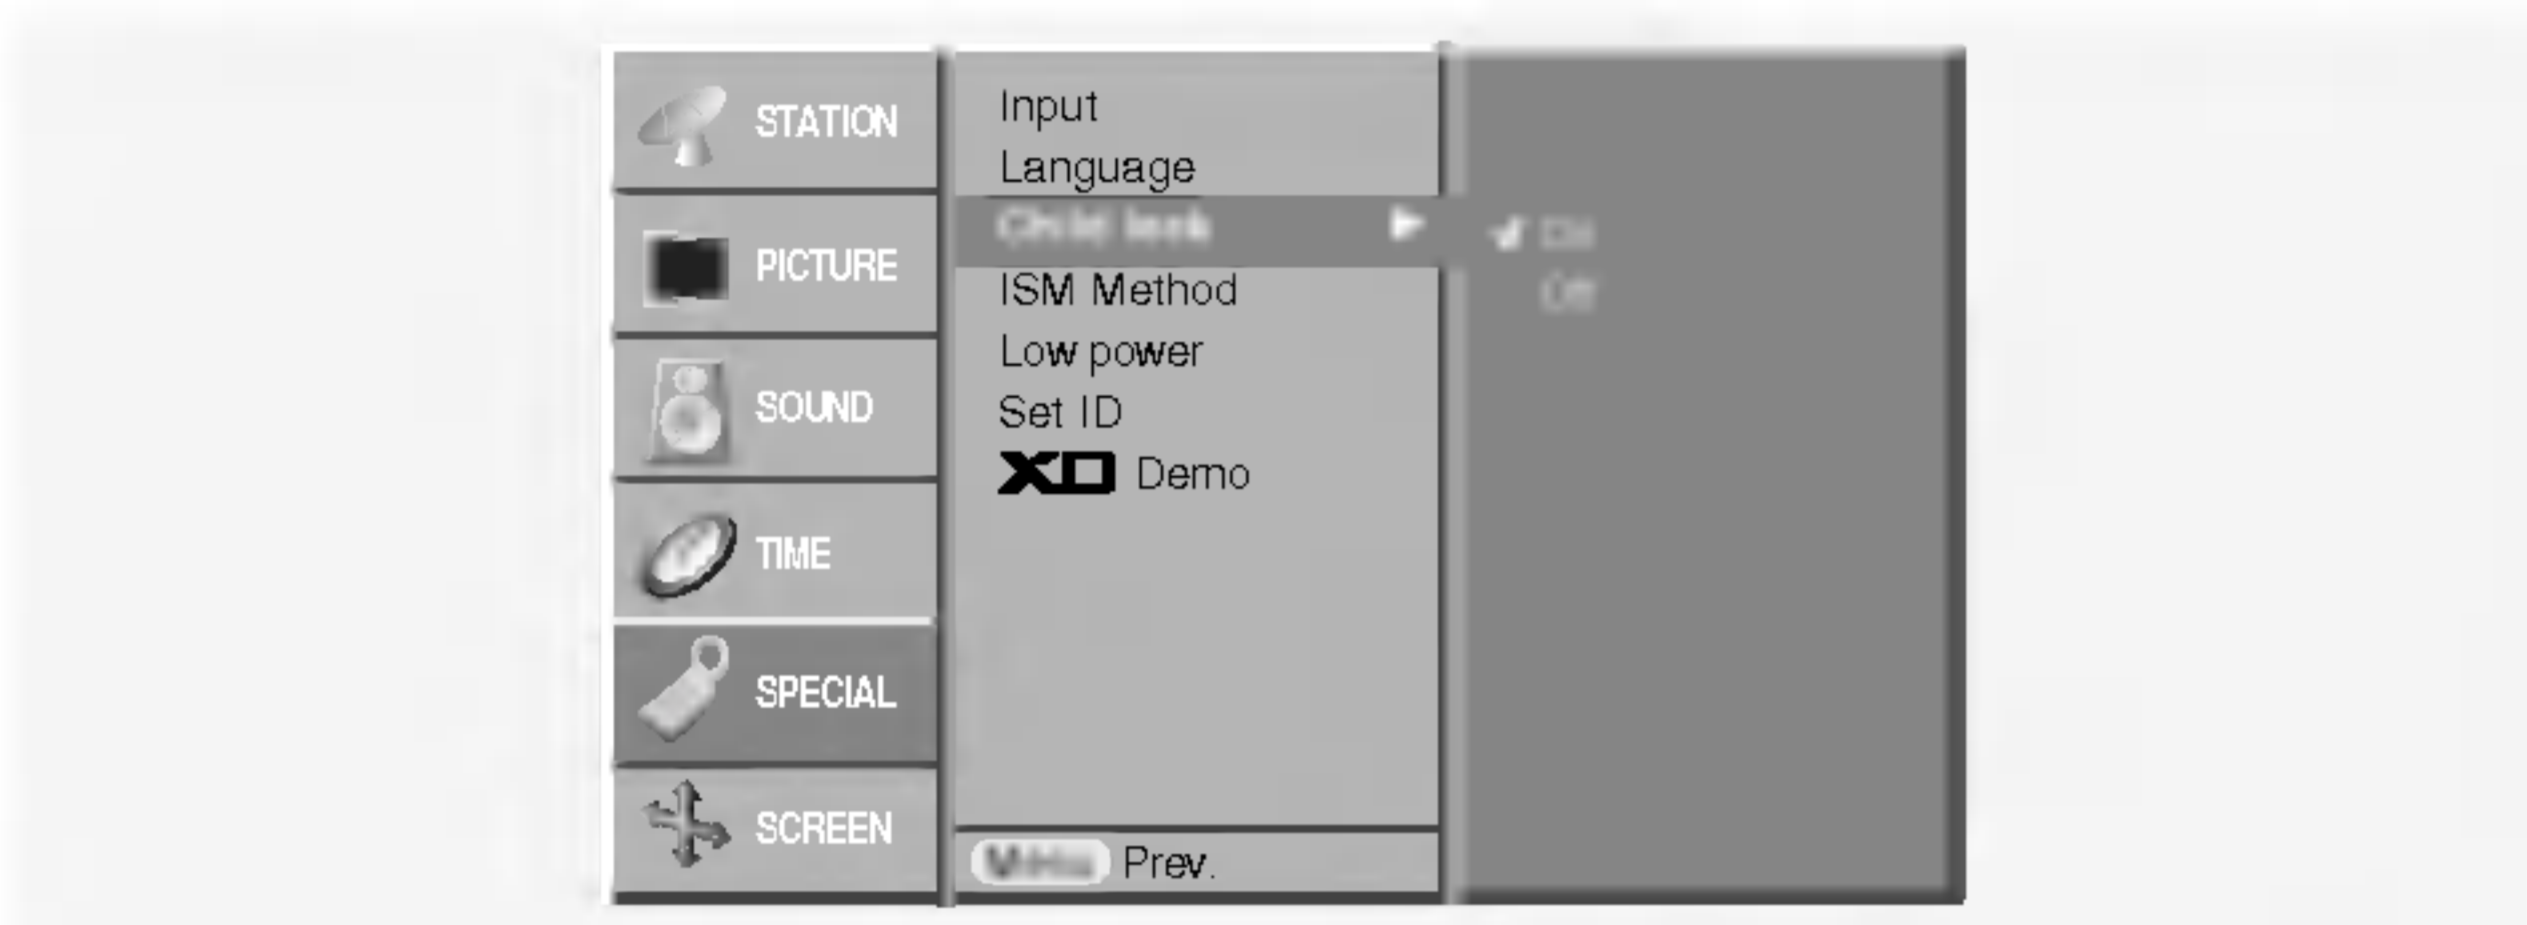 STATION
PICTURE
SOUND
TIME
SPECIAL
SCREEN
Input
Language
Child lock
ISM Method
Low power
Set ID
XD Demo
Prev.
On
Off